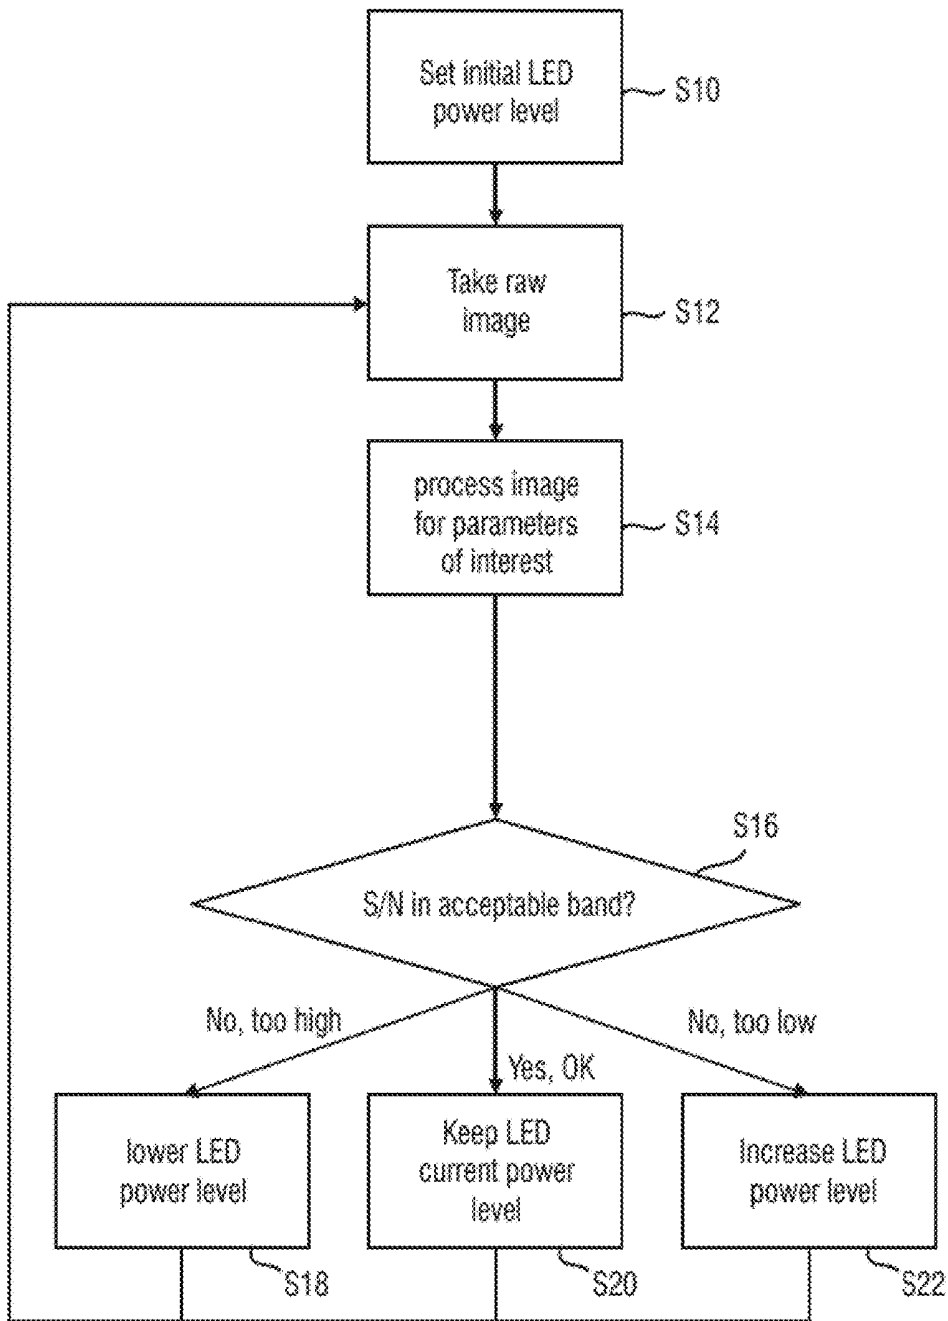 Set initial LED
power level
S10
Take raw
image
S12
process image
for parameters
of interest
S14
S16
S/N in acceptable band?
No, too high
Yes, OK
No, too low
lower LED
power level
S18
Keep LED
current power
level
S20
Increase LED
power level
S22